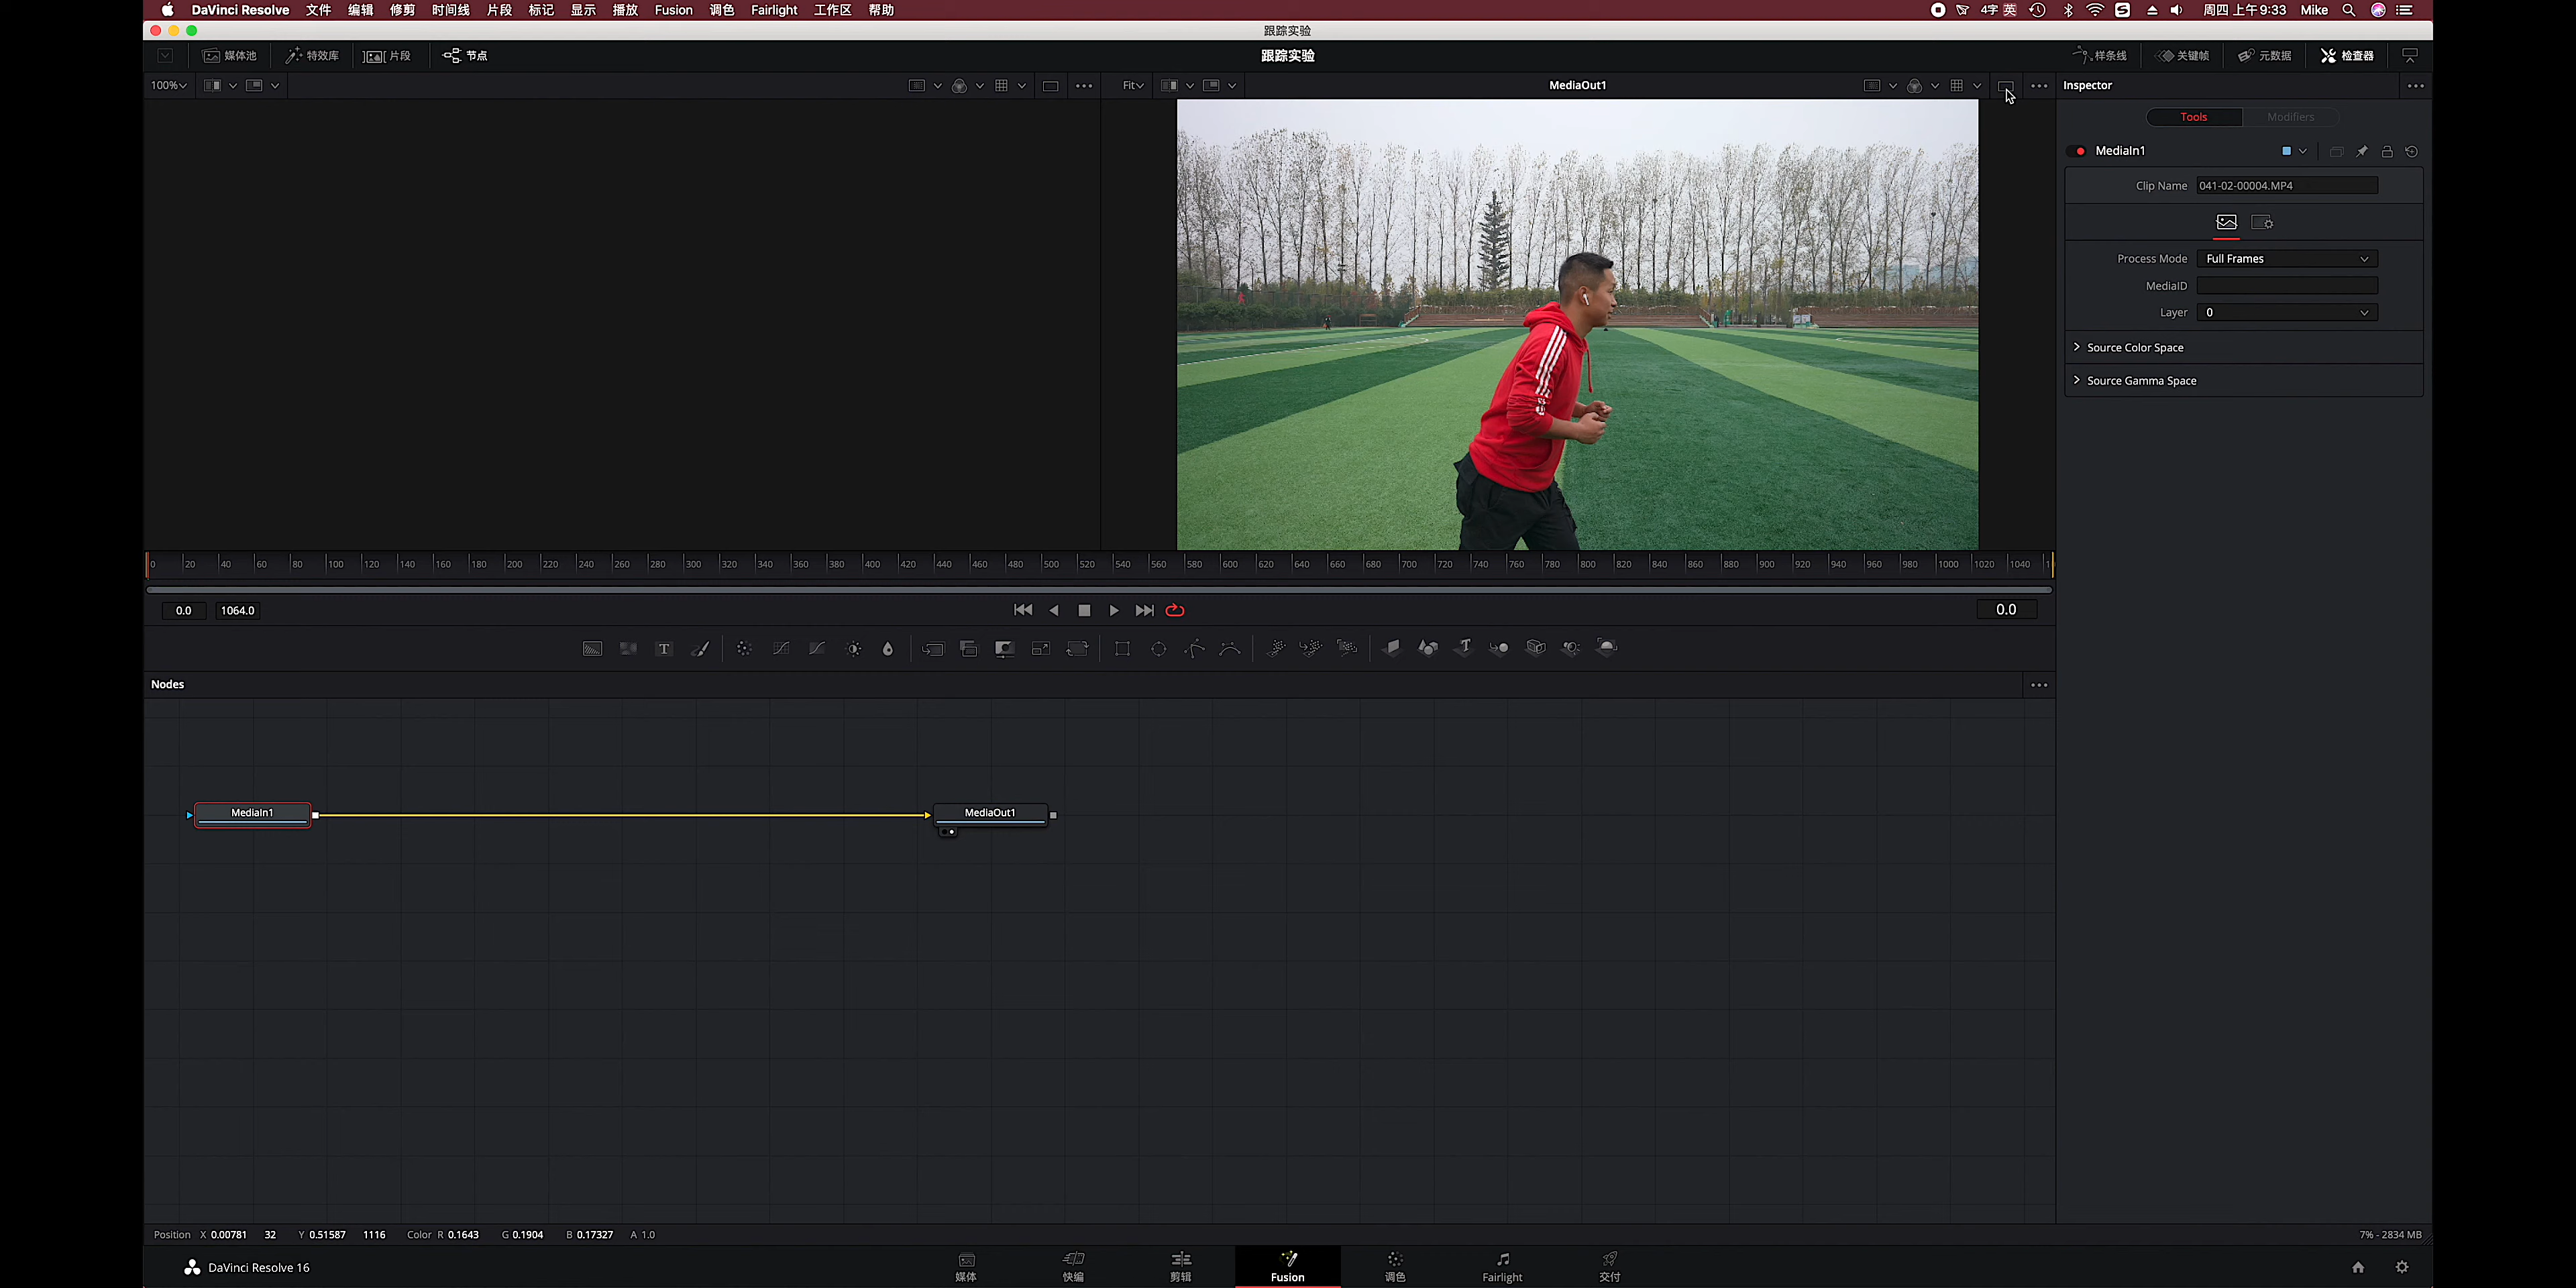 DaVinci Resolve 文件 编辑 修剪 时间线 片段 标记 显示 播放 Fusion 调色 Fairlight 工作区 帮助 4字 英 周四 上午9:33 Mike
跟踪实验
媒体池 特效库 片段 节点 跟踪实验 样条线 关键帧 元数据 检查器
100% Fit MediaOut1 Inspector
Tools Modifiers
MediaIn1
Clip Name 041-02-00004.MP4
Process Mode Full Frames
MediaID
Layer 0
Source Color Space
Source Gamma Space
0 20 40 60 80 100 120 140 160 180 200 220 240 260 280 300 320 340 360 380 400 420 440 460 480 500 520 540 560 580 600 620 640 660 680 700 720 740 760 780 800 820 840 860 880 900 920 940 960 980 1000 1020 1040
0.0 1064.0 0.0
Nodes
MediaIn1 MediaOut1
Position X 0.00781 32 Y 0.51587 1116 Color R 0.1643 G 0.1904 B 0.17327 A 1.0 7% - 2834 MB
DaVinci Resolve 16 媒体 快编 剪辑 Fusion 调色 Fairlight 交付